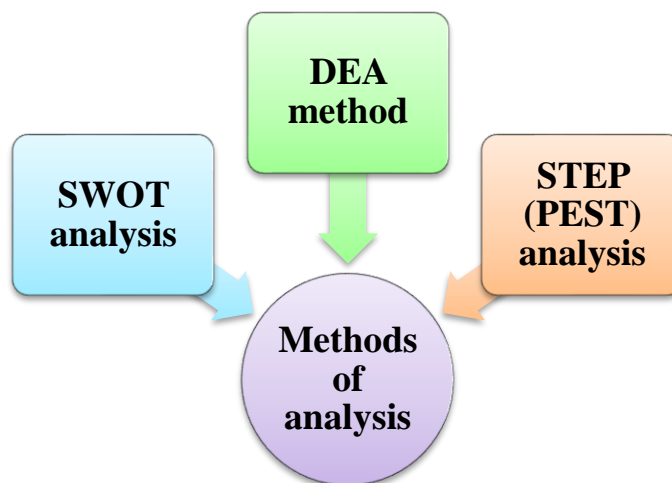 DEA
method
SWOT
analysis
STEP
(PEST)
analysis
Methods
of
analysis